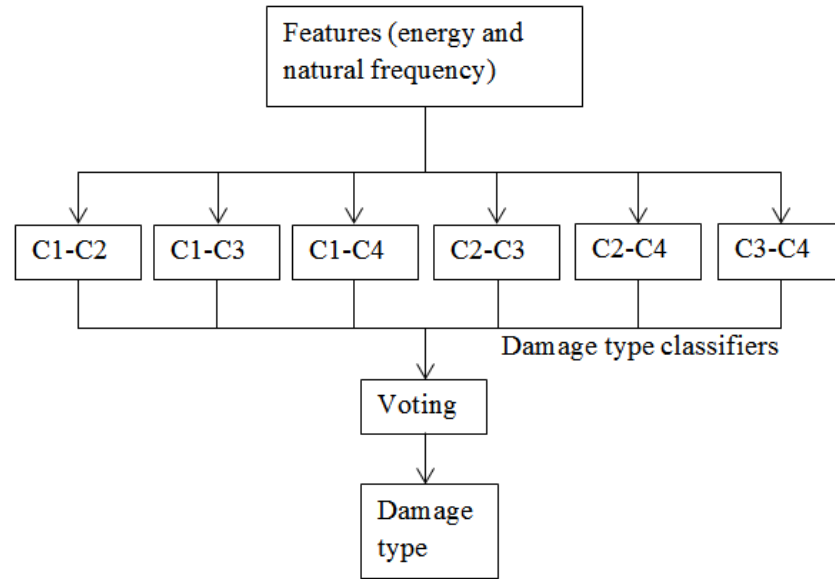 Features (energy and
natural frequency)
C1-C2
C1-C3
C1-C4
C2-C3
C2-C4
C3-C4
Damage type classifiers
Voting
Damage
type